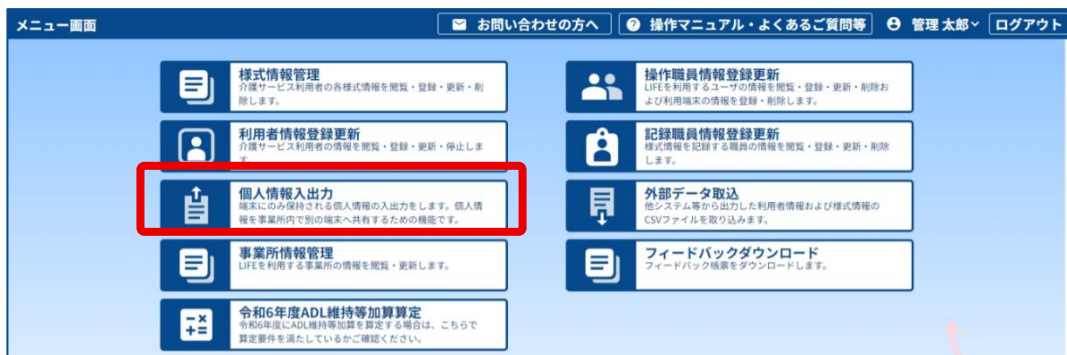 メニュー画面
お問い合わせの方へ
操作マニュアル・よくあるご質問等
管理 太郎
ログアウト
様式情報管理
介護サービス利用者の各様式情報を閲覧・登録・更新・削
除します。
操作職員情報登録更新
LIFEを利用するユーザの情報を閲覧・登録・更新・削除お
よび利用端末の情報を登録・削除します。
利用者情報登録更新
介護サービス利用者の情報を閲覧・登録・更新・停止しま
す。
記録職員情報登録更新
様式情報を記録する職員の情報を閲覧・登録・更新・削除
します。
個人情報入出力
端末にのみ保持される個人情報の入出力をします。個人情
報を事業所内で別の端末へ共有するための機能です。
外部データ取込
他システム等から出力した利用者情報および様式情報の
CSVファイルを取り込みます。
事業所情報管理
LIFEを利用する事業所の情報を閲覧・更新します。
フィードバックダウンロード
フィードバック帳票をダウンロードします。
令和6年度ADL維持等加算算定
令和6年度にADL維持等加算を算定する場合は、こちらで
算定要件を満たしているかご確認ください。